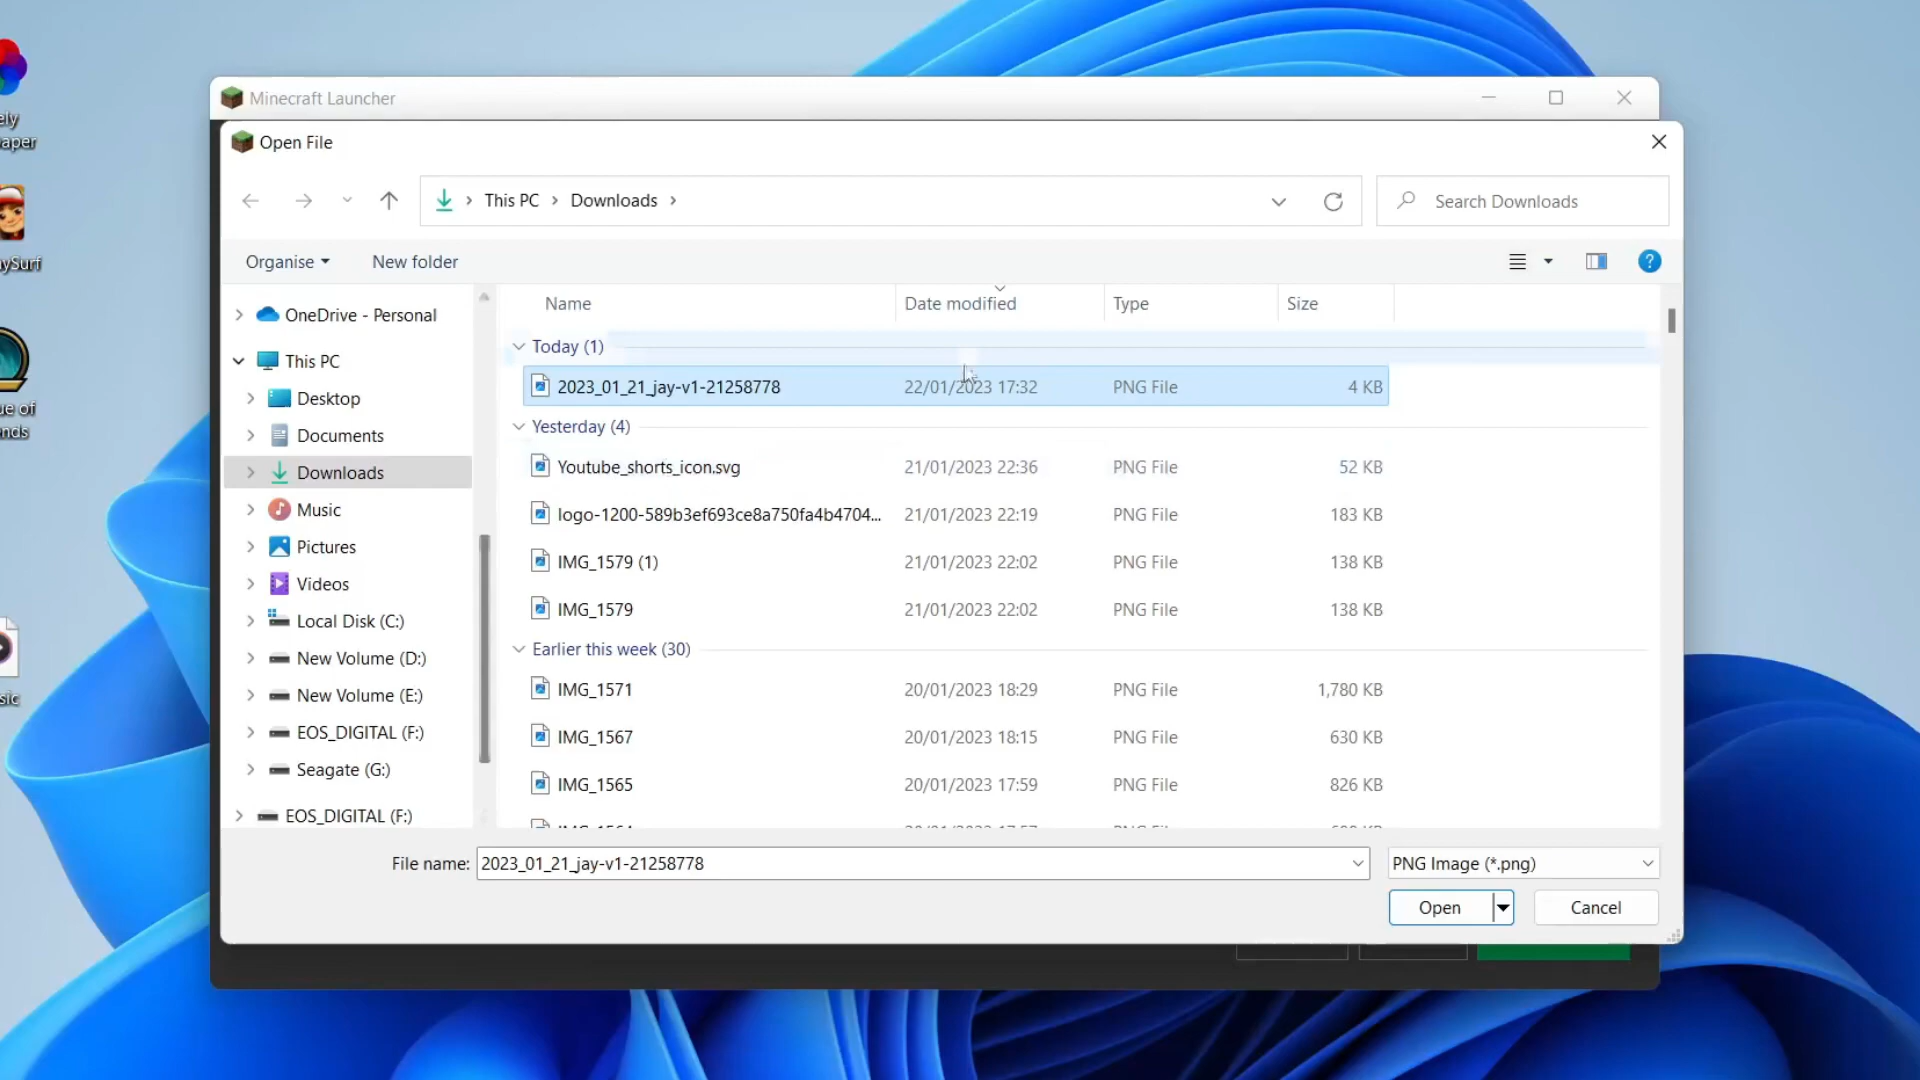 ely
aper
aySurf
ue of
nds
sic
Minecraft Launcher
Open File
This PC > Downloads >
Search Downloads
Organise
New folder
?
Name
Date modified
Type
Size
OneDrive - Personal
This PC
Desktop
Documents
Downloads
Music
Pictures
Videos
Local Disk (C:)
New Volume (D:)
New Volume (E:)
EOS_DIGITAL (F:)
Seagate (G:)
EOS_DIGITAL (F:)
Today (1)
2023_01_21_jay-v1-21258778 22/01/2023 17:32 PNG File 4 KB
Yesterday (4)
Youtube_shorts_icon.svg 21/01/2023 22:36 PNG File 52 KB
logo-1200-589b3ef693ce8a750fa4b4704... 21/01/2023 22:19 PNG File 183 KB
IMG_1579 (1) 21/01/2023 22:02 PNG File 138 KB
IMG_1579 21/01/2023 22:02 PNG File 138 KB
Earlier this week (30)
IMG_1571 20/01/2023 18:29 PNG File 1,780 KB
IMG_1567 20/01/2023 18:15 PNG File 630 KB
IMG_1565 20/01/2023 17:59 PNG File 826 KB
File name: 2023_01_21_jay-v1-21258778
PNG Image (*.png)
Open
Cancel